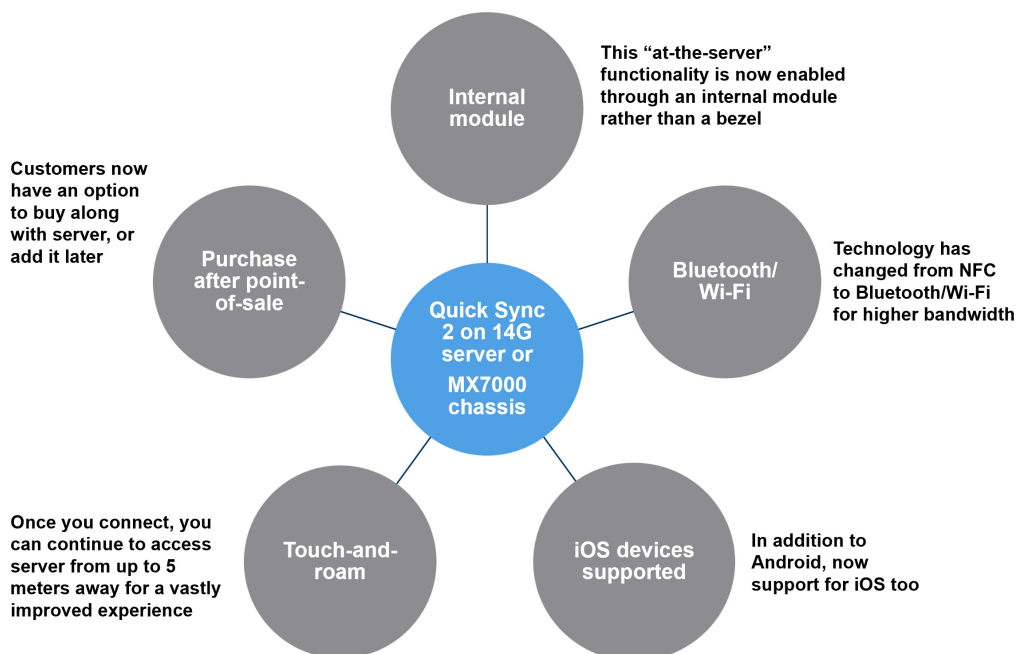 Internal
module
This “at-the-server”
functionality is now enabled
through an internal module
rather than a bezel
Customers now
have an option
to buy along
with server, or
add it later
Purchase
after point-
of-sale
Bluetooth/
Wi-Fi
Technology has
changed from NFC
to Bluetooth/Wi-Fi
for higher bandwidth
Quick Sync
2 on 14G
server or
MX7000
chassis
Once you connect, you
can continue to access
server from up to 5
meters away for a vastly
improved experience
Touch-and-
roam
iOS devices
supported
In addition to
Android, now
support for iOS too